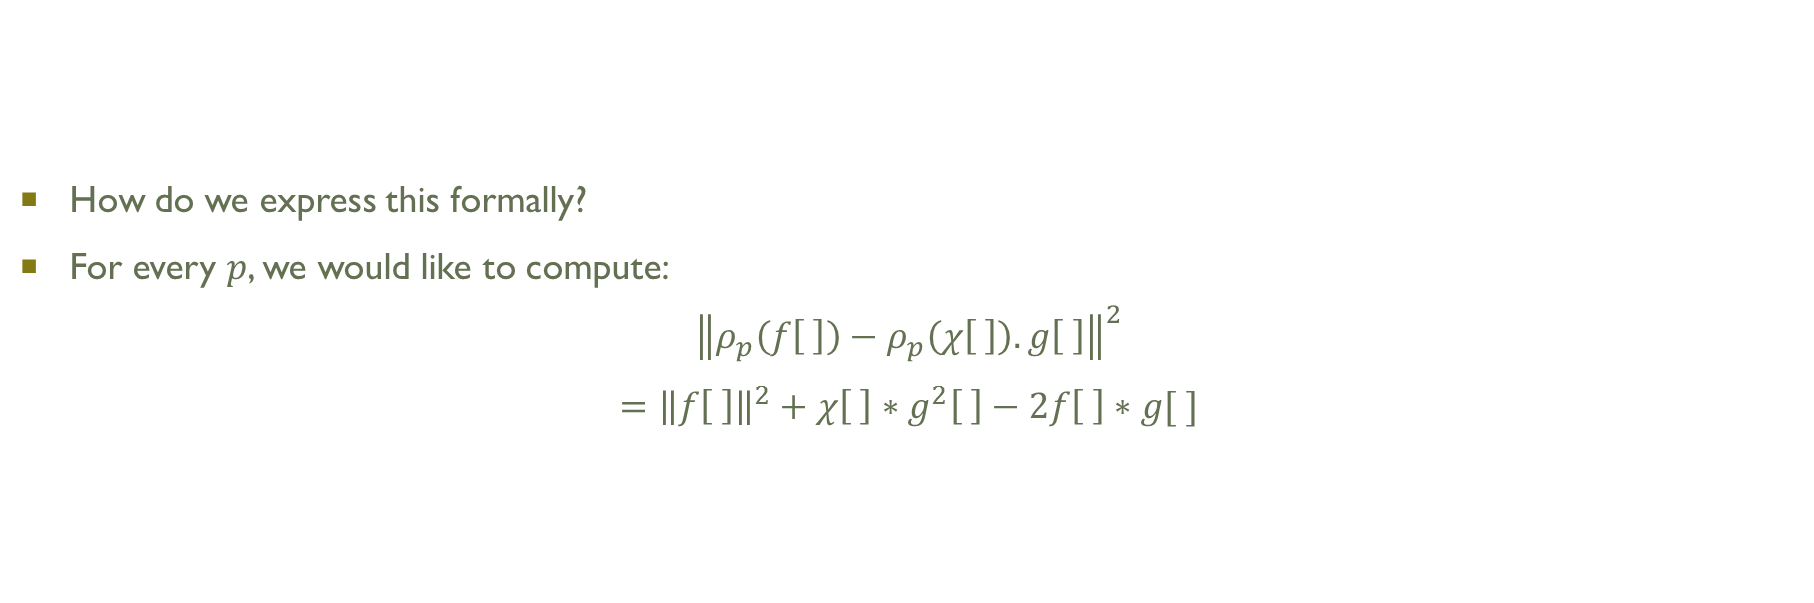 ▪ How do we express this formally?
▪ For every p, we would like to compute:
‖ρₚ(f[ ]) − ρₚ(χ[ ]). g[ ]‖²
= ‖f[ ]‖² + χ[ ] ∗ g²[ ] − 2f[ ] ∗ g[ ]